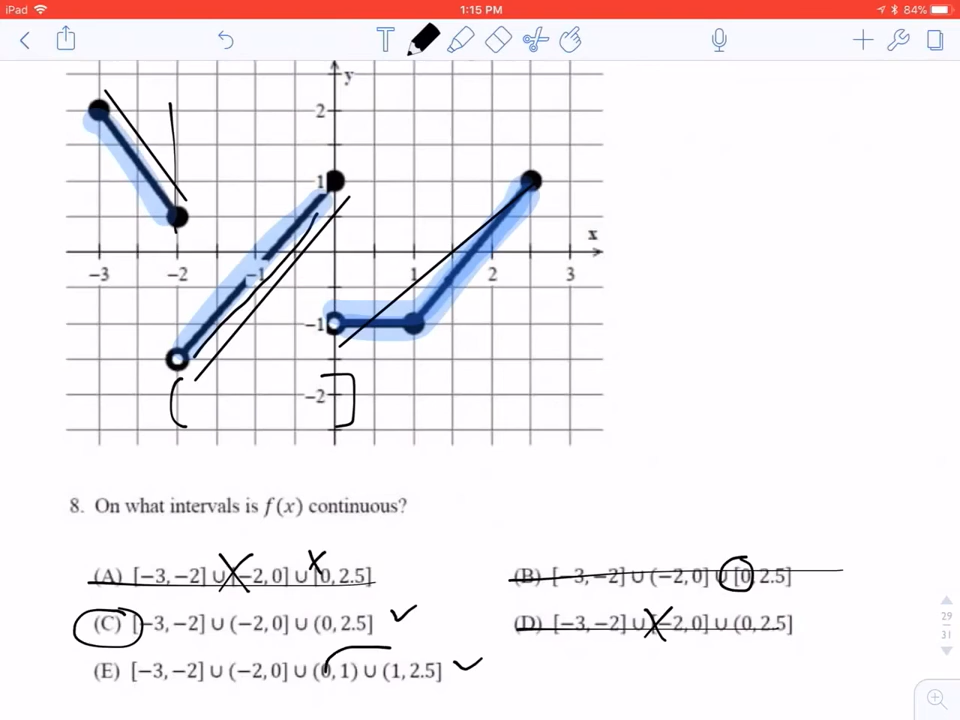 iPad 1:15 PM 84%
T
y
2
1
x
−3 −2 −1 1 2 3
−1
−2
8. On what intervals is f(x) continuous?
(A) [−3,−2] ∪ [−2,0] ∪ [0,2.5] (B) [−3,−2] ∪ (−2,0] ∪ [0,2.5]
(C) [−3,−2] ∪ (−2,0] ∪ (0,2.5] (D) [−3,−2] ∪ [−2,0] ∪ (0,2.5]
(E) [−3,−2] ∪ (−2,0] ∪ (0,1) ∪ (1,2.5]
29
31